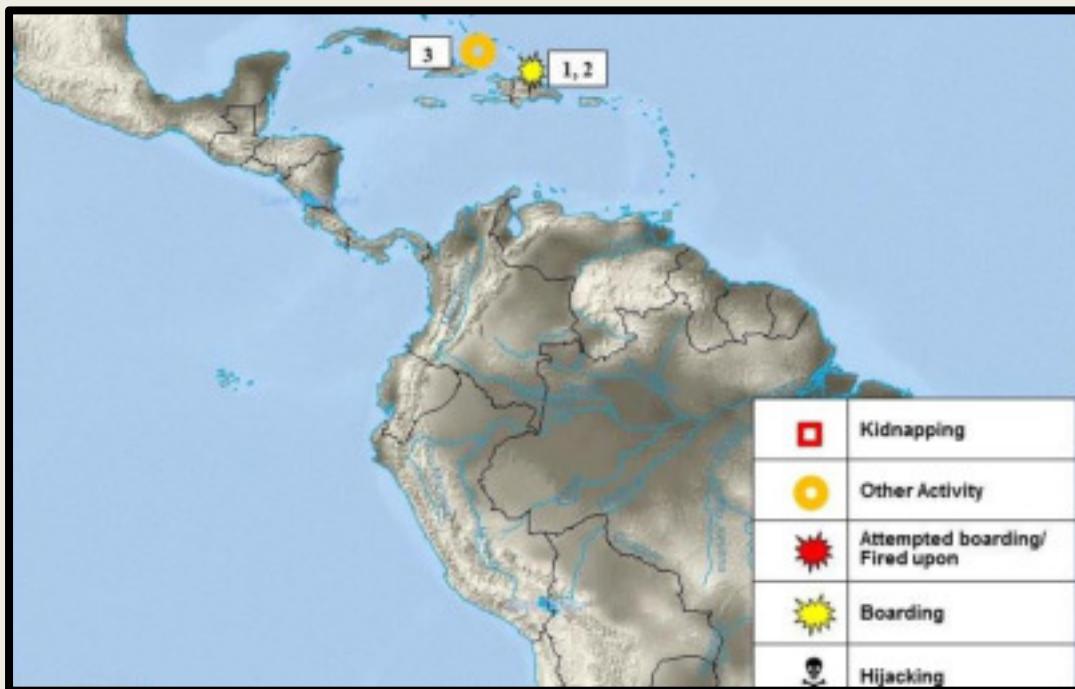 3
1, 2
Kidnapping
Other Activity
Attempted boarding/
Fired upon
Boarding
Hijacking